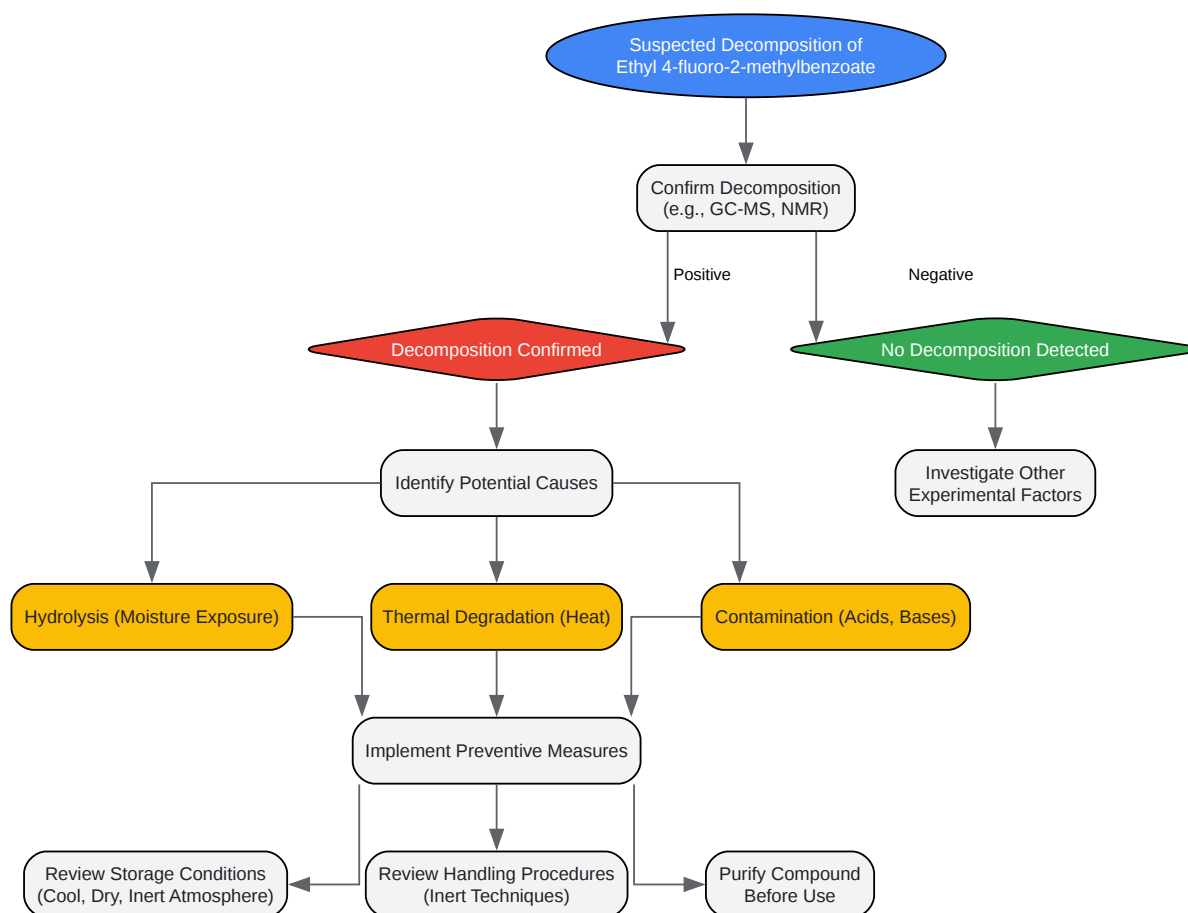 Suspected Decomposition of
Ethyl 4-fluoro-2-methylbenzoate
Confirm Decomposition
(e.g., GC-MS, NMR)
Positive
Negative
Decomposition Confirmed
No Decomposition Detected
Identify Potential Causes
Investigate Other
Experimental Factors
Hydrolysis (Moisture Exposure)
Thermal Degradation (Heat)
Contamination (Acids, Bases)
Implement Preventive Measures
Review Storage Conditions
(Cool, Dry, Inert Atmosphere)
Review Handling Procedures
(Inert Techniques)
Purify Compound
Before Use